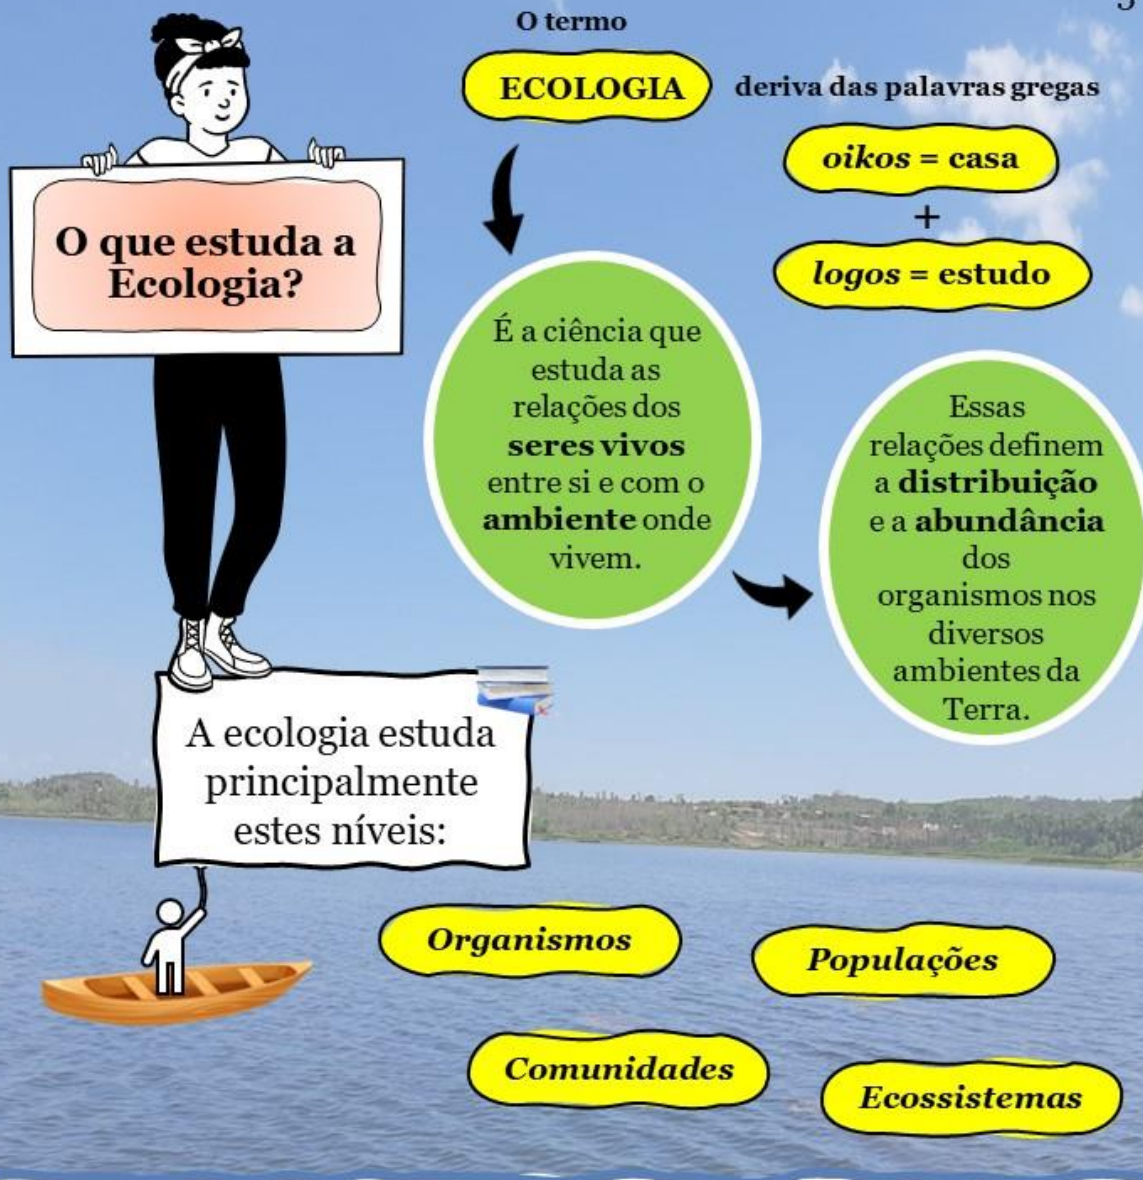 O termo
ECOLOGIA
deriva das palavras gregas
oikos = casa
+
logos = estudo
O que estuda a
Ecologia?
É a ciência que
estuda as
relações dos
seres vivos
entre si e com o
ambiente onde
vivem.
Essas
relações definem
a distribuição
e a abundância
dos
organismos nos
diversos
ambientes da
Terra.
A ecologia estuda
principalmente
estes níveis:
Organismos
Populações
Comunidades
Ecossistemas